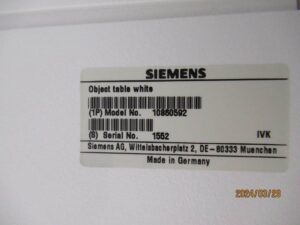 SIEMENS
Object table white
(1P) Model No. 10860592
(S) Serial No. 1552 IVK
Siemens AG, Wittelsbacherplatz 2, DE-80333 Muenchen
Made in Germany
2024/03/28